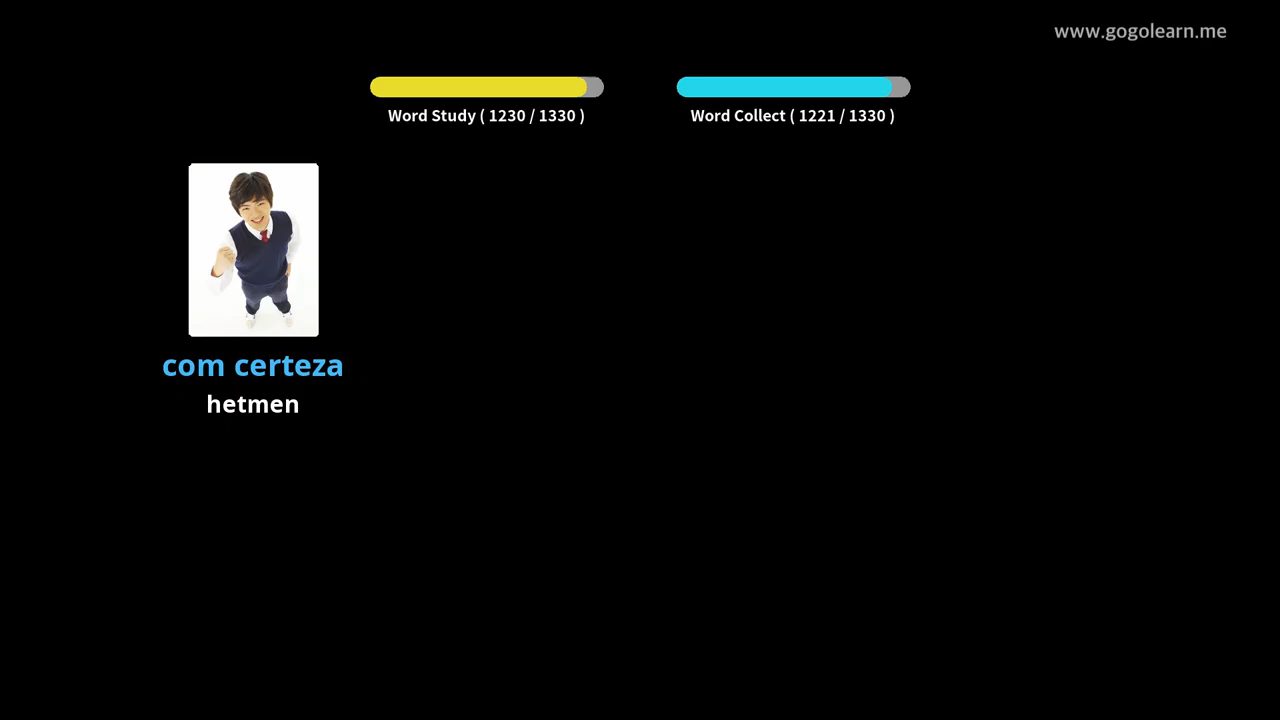 www.gogolearn.me
Word Study ( 1230 / 1330 )
Word Collect ( 1221 / 1330 )
com certeza
hetmen